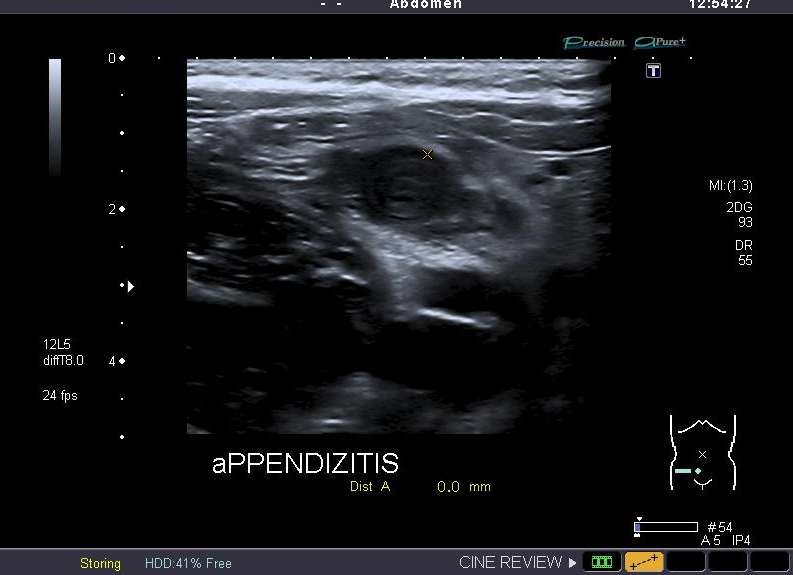 - - Abdomen 12:54:27
Precision APure+
0
T
MI:(1.3)
2DG
93
DR
55
2
12L5
diffT8.0
24 fps
4
aPPENDIZITIS
Dist A 0.0 mm
#54
A 5 IP4
Storing HDD:41% Free CINE REVIEW